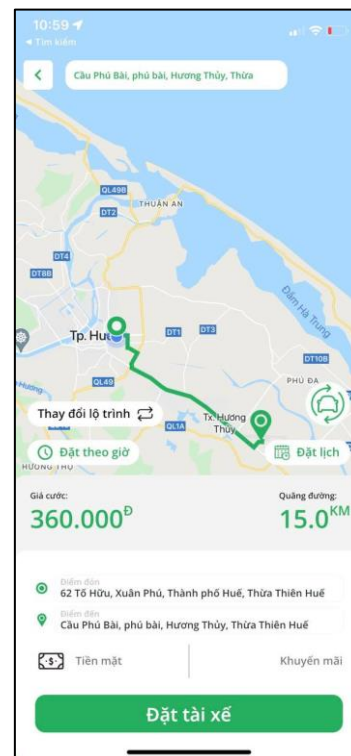 10:59
◂ Tìm kiếm
Cầu Phú Bài, phú bài, Hương Thủy, Thừa
QL49B
THUẬN AN
DT2
DT4
DT8B
Đầm Hà Trung
Tp. Huế
DT1
DT3
DT10B
QL49
PHÚ ĐA
Hương
Thay đổi lộ trình
Tx. Hương
Thủy
QL1A
Đặt theo giờ
Đặt lịch
HƯƠNG THỌ
Giá cước:
Quãng đường:
360.000Đ
15.0KM
Điểm đón
62 Tố Hữu, Xuân Phú, Thành phố Huế, Thừa Thiên Huế
Điểm đến
Cầu Phú Bài, phú bài, Hương Thủy, Thừa Thiên Huế
Tiền mặt
Khuyến mãi
Đặt tài xế